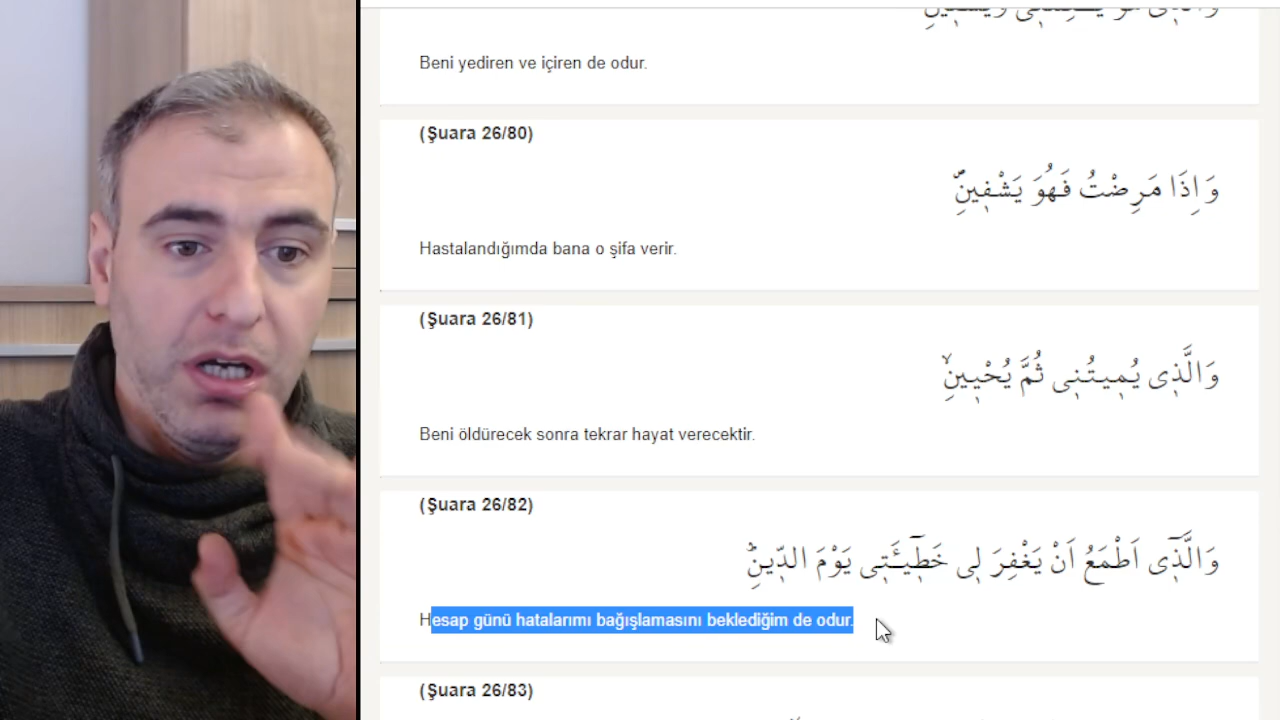 Beni yediren ve içiren de odur.
(Şuara 26/80)
وَاِذَا مَرِضْتُ فَهُوَ يَشْفٖينِۙ
Hastalandığımda bana o şifa verir.
(Şuara 26/81)
وَالَّذٖى يُمٖيتُنٖى ثُمَّ يُحْيٖينِۙ
Beni öldürecek sonra tekrar hayat verecektir.
(Şuara 26/82)
وَالَّذٖٓى اَطْمَعُ اَنْ يَغْفِرَ لٖى خَطٖٓيـَٔتٖى يَوْمَ الدّٖينِؕ
Hesap günü hatalarımı bağışlamasını beklediğim de odur.
(Şuara 26/83)